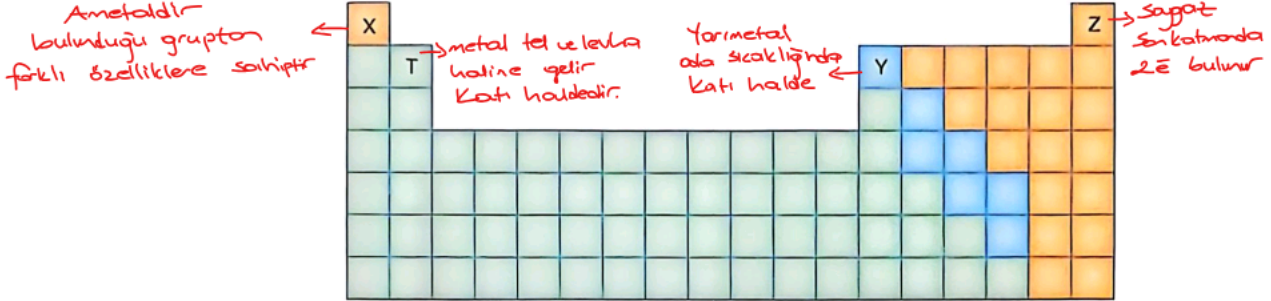 Ametaldir
bulunduğu gruptan
farklı özelliklere sahiptir
X
T
metal tel ve levha
haline gelir
Katı haldedir.
Yarımetal
oda sıcaklığında
katı halde
Y
Z
Soygaz
son katmanda
2ē bulunur